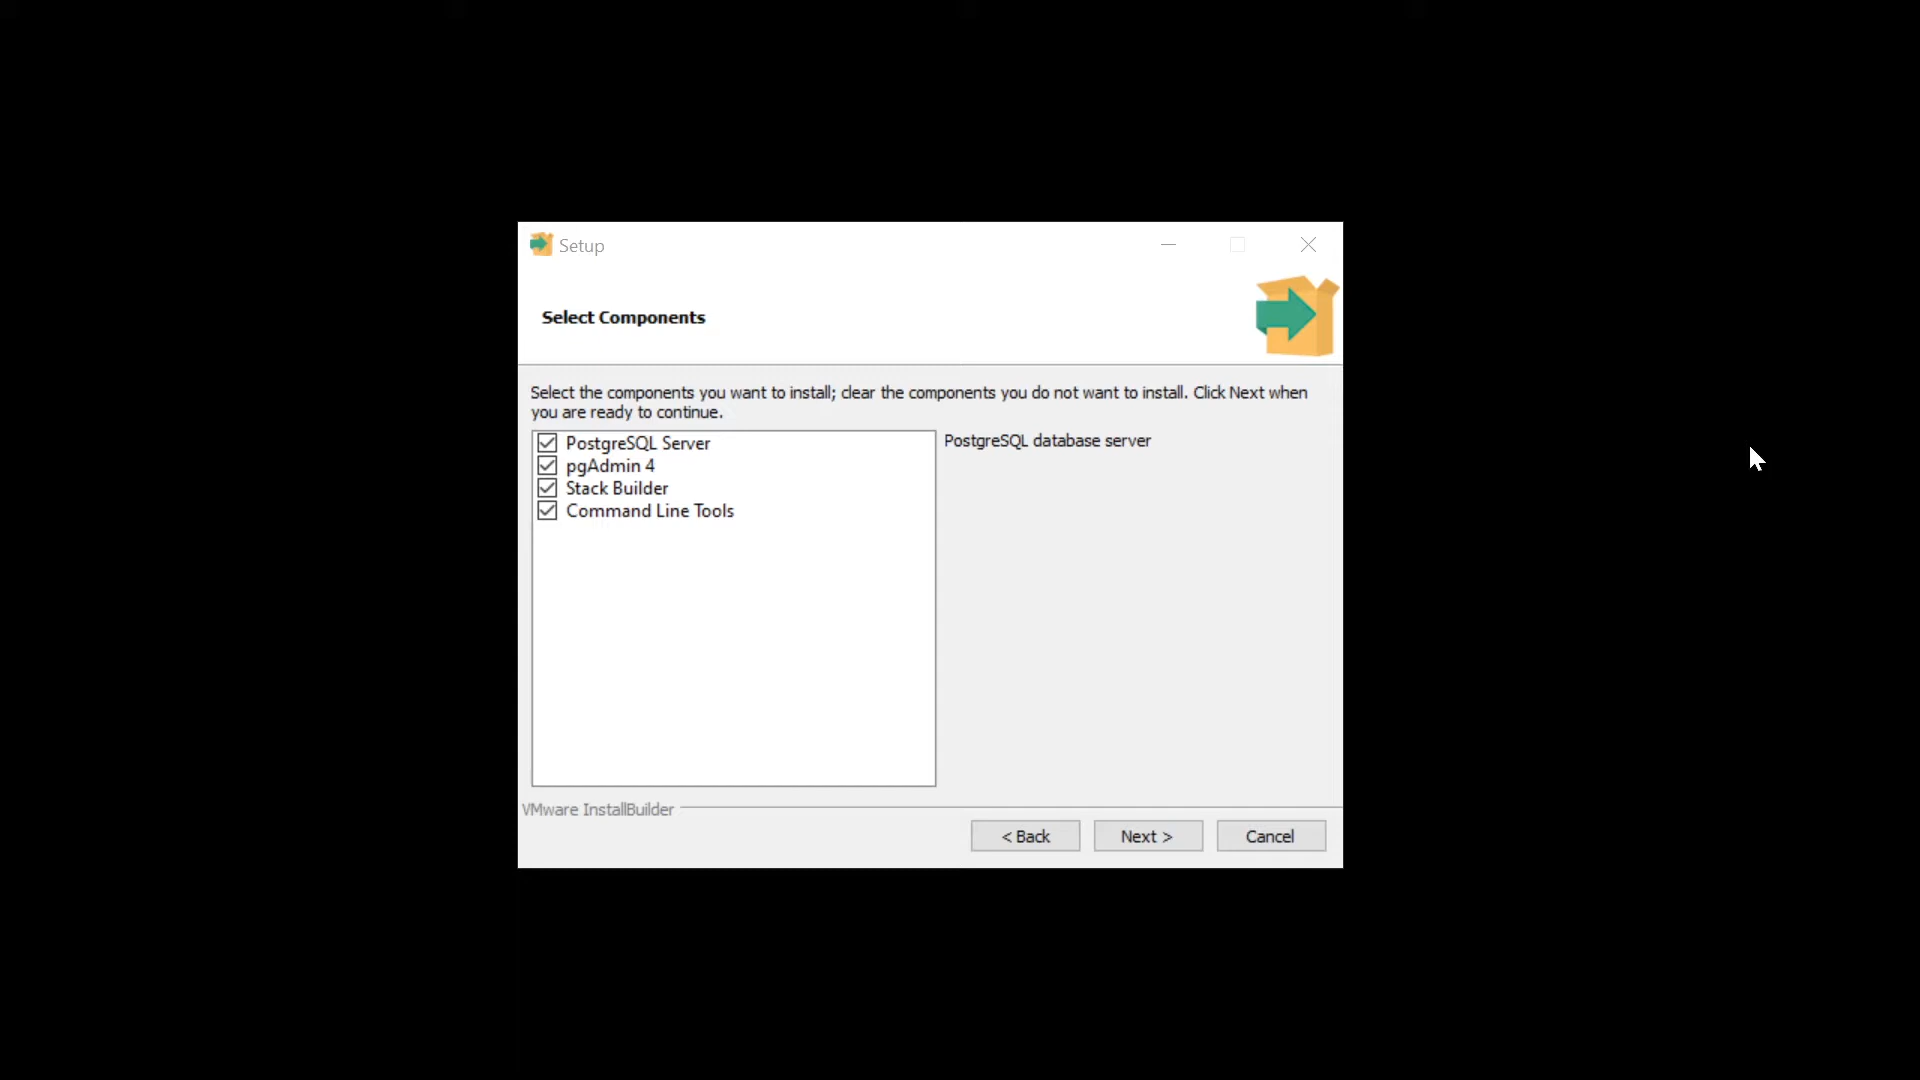 Setup
Select Components
Select the components you want to install; clear the components you do not want to install. Click Next when
you are ready to continue.
PostgreSQL Server
PostgreSQL database server
pgAdmin 4
Stack Builder
Command Line Tools
VMware InstallBuilder
< Back
Next >
Cancel